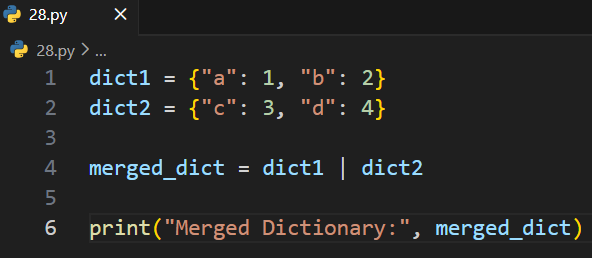 28.py ×
28.py > ...
1 dict1 = {"a": 1, "b": 2}
2 dict2 = {"c": 3, "d": 4}
3
4 merged_dict = dict1 | dict2
5
6 print("Merged Dictionary:", merged_dict)